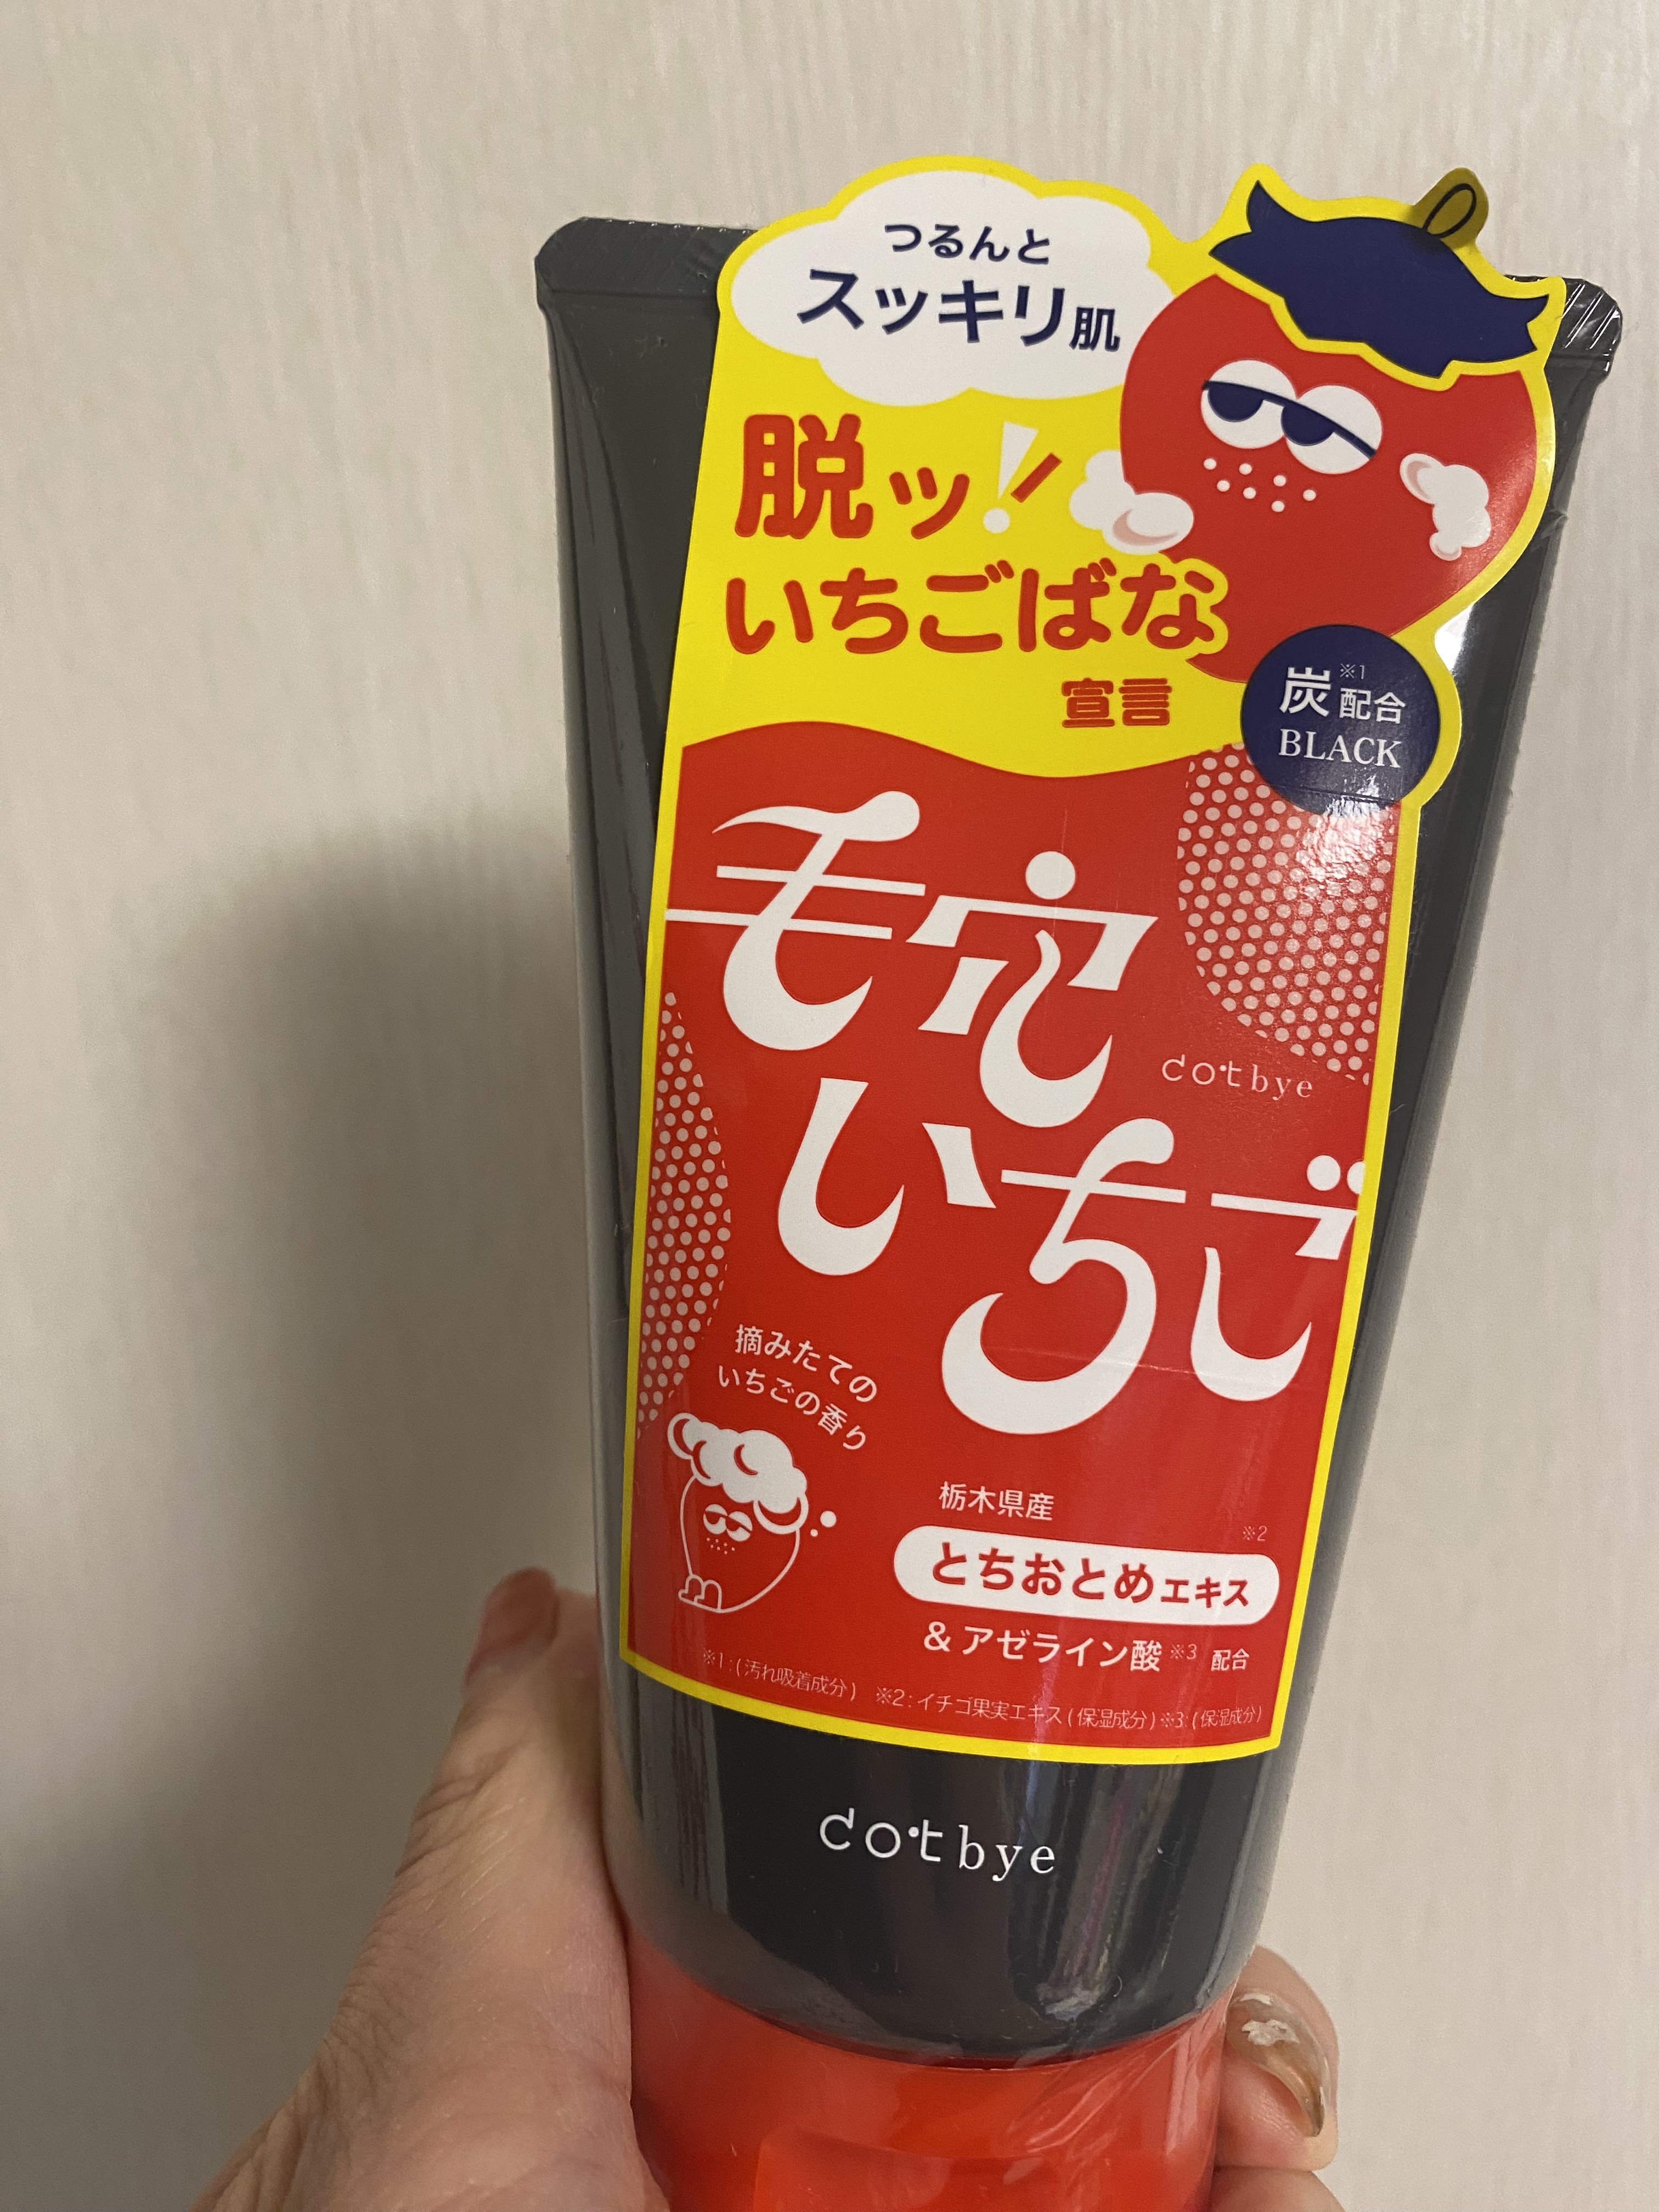 つるんと
スッキリ肌
脱ッ!
いちごばな
宣言
炭※1配合
BLACK
毛穴
dotbye
いちご
摘みたての
いちごの香り
栃木県産
とちおとめエキス※2
&アゼライン酸※3 配合
※1:(汚れ吸着成分) ※2:イチゴ果実エキス(保湿成分)※3:(保湿成分)
dotbye